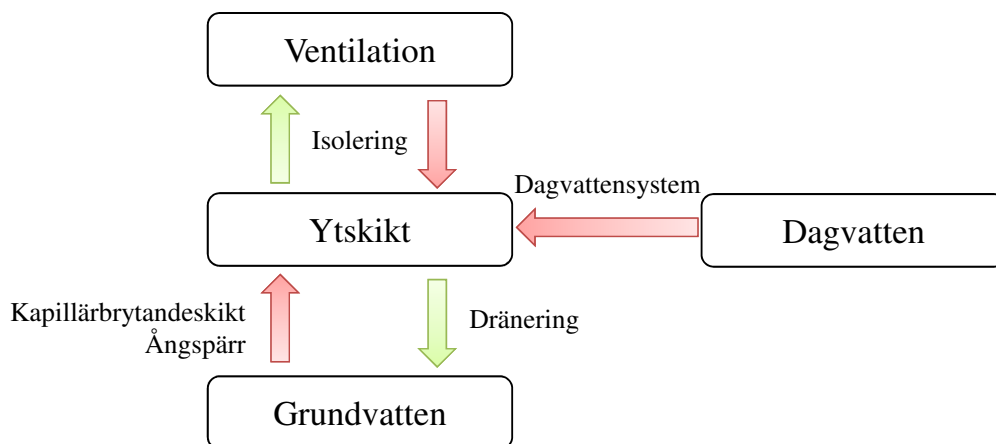 Ventilation
Isolering
Dagvattensystem
Ytskikt
Dagvatten
Kapillärbrytandeskikt
Ångspärr
Dränering
Grundvatten